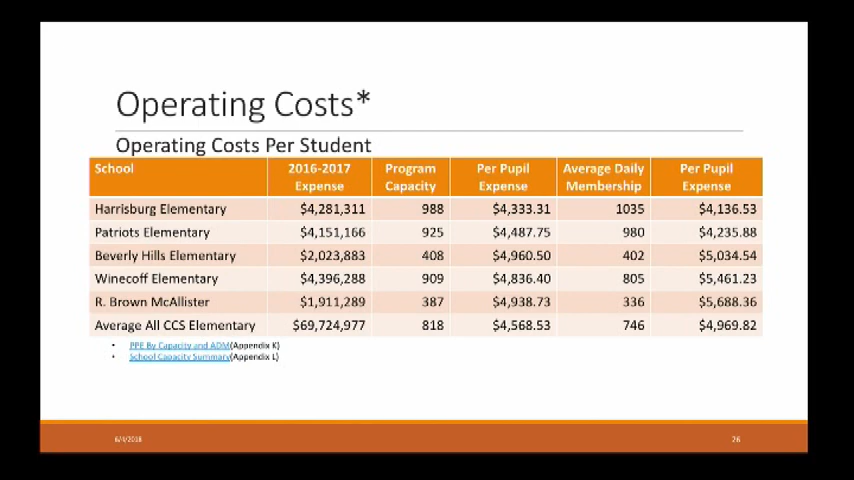 Operating Costs*
Operating Costs Per Student
School 2016-2017 Expense Program Capacity Per Pupil Expense Average Daily Membership Per Pupil Expense
Harrisburg Elementary $4,281,311 988 $4,333.31 1035 $4,136.53
Patriots Elementary $4,151,166 925 $4,487.75 980 $4,235.88
Beverly Hills Elementary $2,023,883 408 $4,960.50 402 $5,034.54
Winecoff Elementary $4,396,288 909 $4,836.40 805 $5,461.23
R. Brown McAllister $1,911,289 387 $4,938.73 336 $5,688.36
Average All CCS Elementary $69,724,977 818 $4,568.53 746 $4,969.82
• PPE By Capacity and ADM(Appendix K)
• School Capacity Summary(Appendix L)
6/4/2018 26